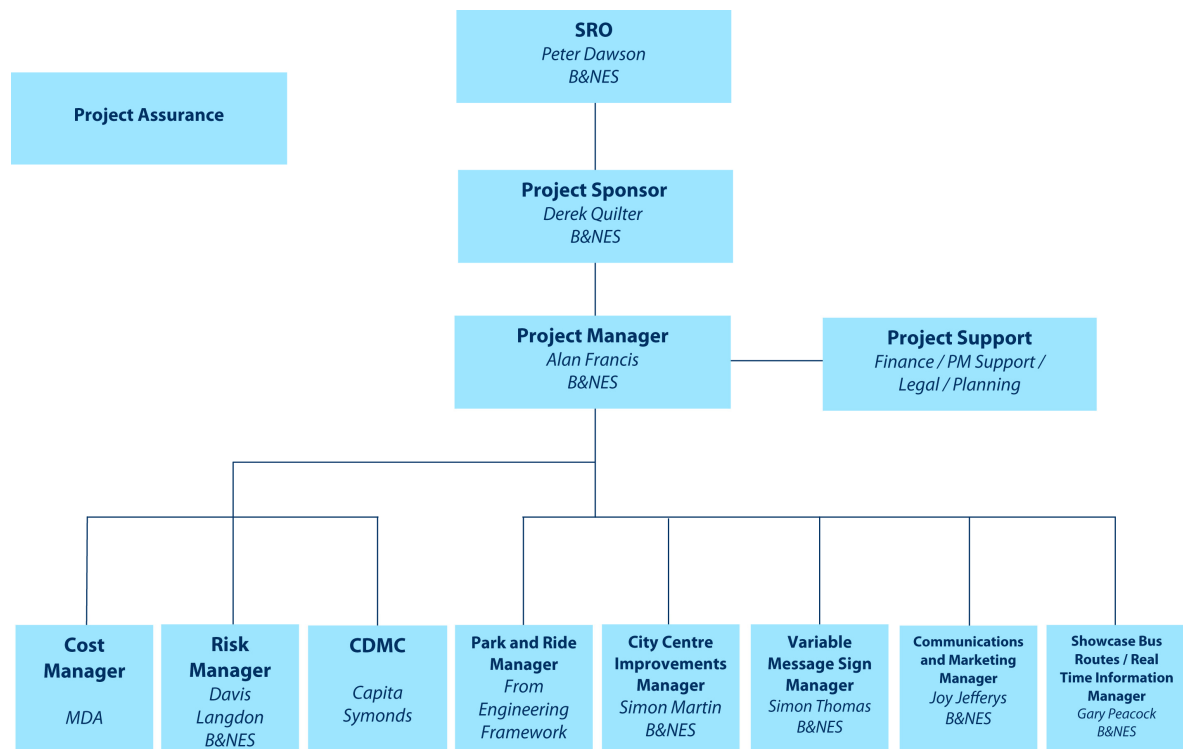 SRO
Peter Dawson
B&NES
Project Assurance
Project Sponsor
Derek Quilter
B&NES
Project Manager
Alan Francis
B&NES
Project Support
Finance / PM Support /
Legal / Planning
Cost
Manager
MDA
Risk
Manager
Davis
Langdon
B&NES
CDMC
Capita
Symonds
Park and Ride
Manager
From
Engineering
Framework
City Centre
Improvements
Manager
Simon Martin
B&NES
Variable
Message Sign
Manager
Simon Thomas
B&NES
Communications
and Marketing
Manager
Joy Jefferys
B&NES
Showcase Bus
Routes / Real
Time Information
Manager
Gary Peacock
B&NES